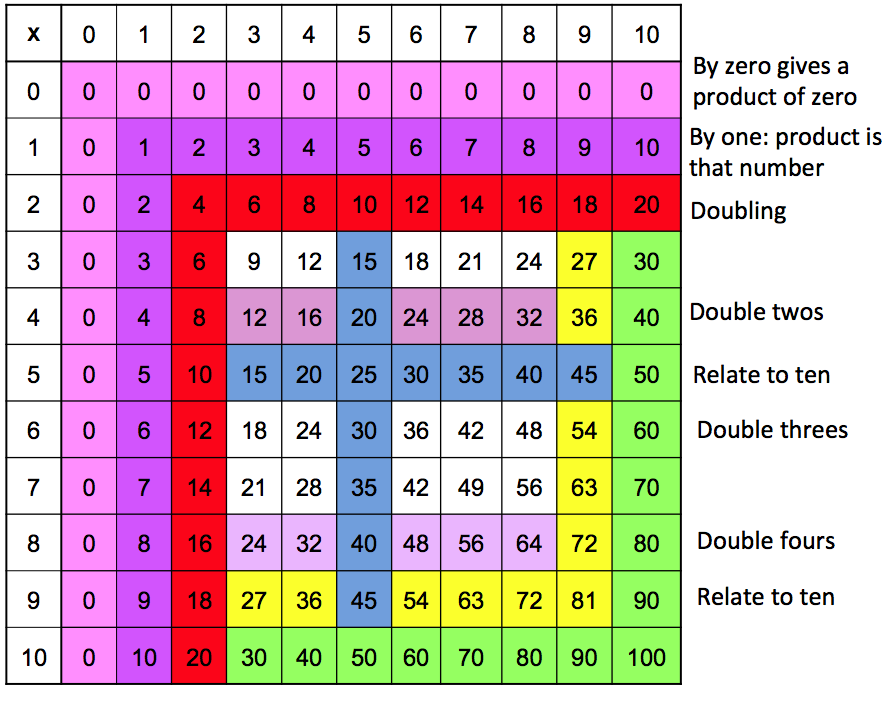 x 0 1 2 3 4 5 6 7 8 9 10
0 0 0 0 0 0 0 0 0 0 0 0
By zero gives a
product of zero
1 0 1 2 3 4 5 6 7 8 9 10
By one: product is
that number
2 0 2 4 6 8 10 12 14 16 18 20
Doubling
3 0 3 6 9 12 15 18 21 24 27 30
4 0 4 8 12 16 20 24 28 32 36 40
Double twos
5 0 5 10 15 20 25 30 35 40 45 50
Relate to ten
6 0 6 12 18 24 30 36 42 48 54 60
Double threes
7 0 7 14 21 28 35 42 49 56 63 70
8 0 8 16 24 32 40 48 56 64 72 80
Double fours
9 0 9 18 27 36 45 54 63 72 81 90
Relate to ten
10 0 10 20 30 40 50 60 70 80 90 100